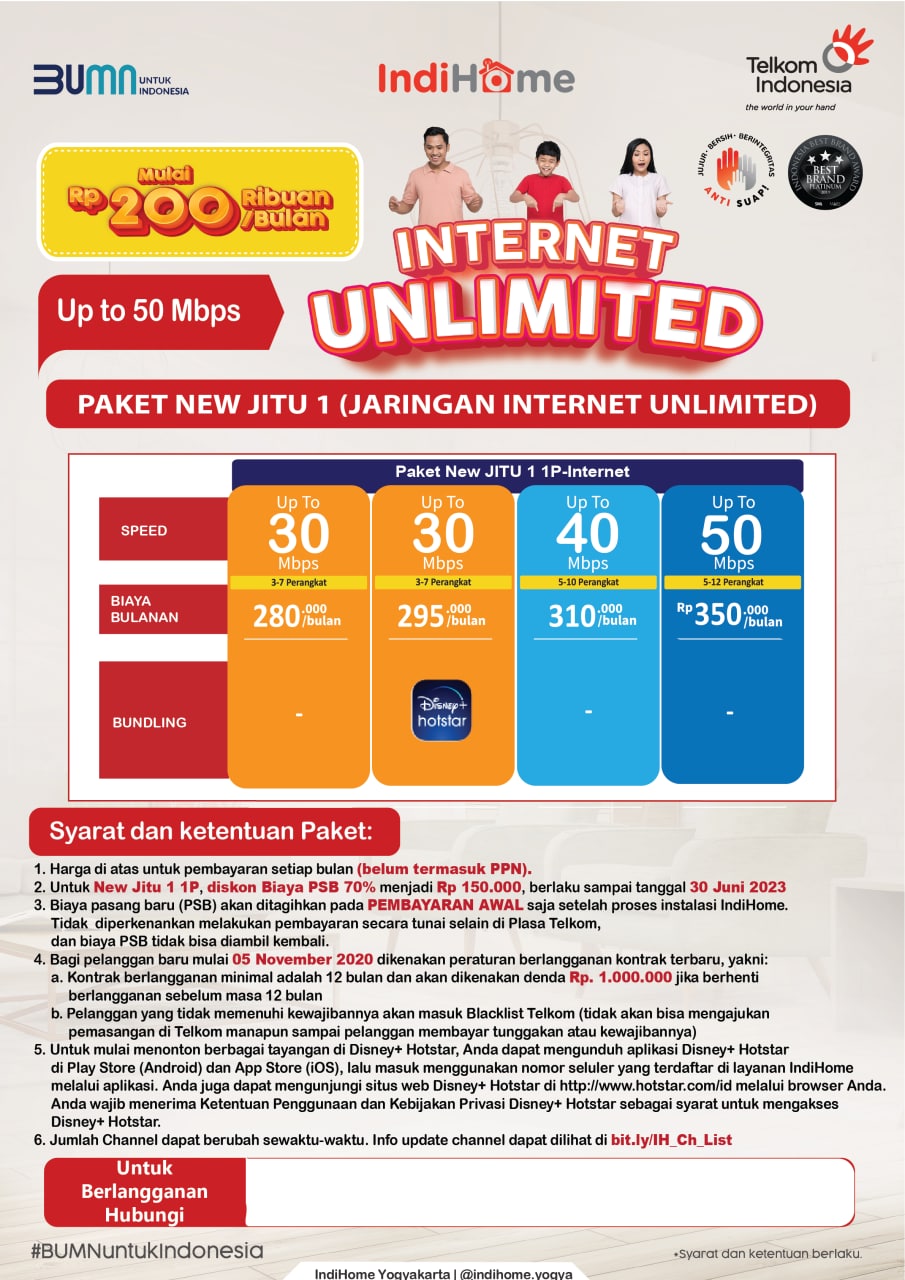 BUMN UNTUK INDONESIA
IndiHome
Telkom Indonesia
the world in your hand
Mulai
Rp 200 Ribuan /Bulan
JUJUR · BERSIH · BERINTEGRITAS
ANTI SUAP!
INDONESIA BEST BRAND AWARD
BEST BRAND
PLATINUM
INTERNET
UNLIMITED
Up to 50 Mbps
PAKET NEW JITU 1 (JARINGAN INTERNET UNLIMITED)
Paket New JITU 1 1P-Internet
SPEED
Up To 30 Mbps
Up To 30 Mbps
Up To 40 Mbps
Up To 50 Mbps
3-7 Perangkat
3-7 Perangkat
5-10 Perangkat
5-12 Perangkat
BIAYA BULANAN
280.000 /bulan
295.000 /bulan
310.000 /bulan
Rp 350.000 /bulan
BUNDLING
-
Disney+ hotstar
-
-
Syarat dan ketentuan Paket:
1. Harga di atas untuk pembayaran setiap bulan (belum termasuk PPN).
2. Untuk New Jitu 1 1P, diskon Biaya PSB 70% menjadi Rp 150.000, berlaku sampai tanggal 30 Juni 2023
3. Biaya pasang baru (PSB) akan ditagihkan pada PEMBAYARAN AWAL saja setelah proses instalasi IndiHome.
Tidak diperkenankan melakukan pembayaran secara tunai selain di Plasa Telkom,
dan biaya PSB tidak bisa diambil kembali.
4. Bagi pelanggan baru mulai 05 November 2020 dikenakan peraturan berlangganan kontrak terbaru, yakni:
a. Kontrak berlangganan minimal adalah 12 bulan dan akan dikenakan denda Rp. 1.000.000 jika berhenti
berlangganan sebelum masa 12 bulan
b. Pelanggan yang tidak memenuhi kewajibannya akan masuk Blacklist Telkom (tidak akan bisa mengajukan
pemasangan di Telkom manapun sampai pelanggan membayar tunggakan atau kewajibannya)
5. Untuk mulai menonton berbagai tayangan di Disney+ Hotstar, Anda dapat mengunduh aplikasi Disney+ Hotstar
di Play Store (Android) dan App Store (iOS), lalu masuk menggunakan nomor seluler yang terdaftar di layanan IndiHome
melalui aplikasi. Anda juga dapat mengunjungi situs web Disney+ Hotstar di http://www.hotstar.com/id melalui browser Anda.
Anda wajib menerima Ketentuan Penggunaan dan Kebijakan Privasi Disney+ Hotstar sebagai syarat untuk mengakses
Disney+ Hotstar.
6. Jumlah Channel dapat berubah sewaktu-waktu. Info update channel dapat dilihat di bit.ly/IH_Ch_List
Untuk
Berlangganan
Hubungi
#BUMNuntukIndonesia
*Syarat dan ketentuan berlaku.
IndiHome Yogyakarta | @indihome.yogya